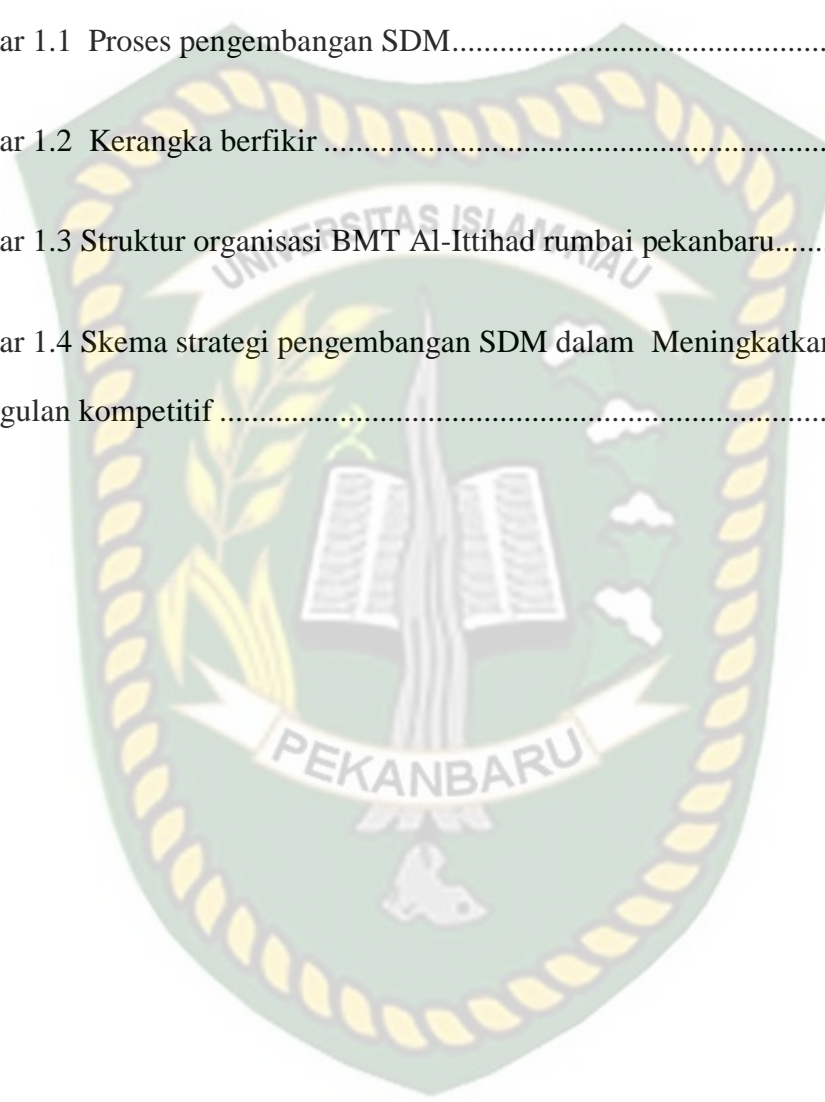 ar 1.1 Proses pengembangan SDM..............................................
ar 1.2 Kerangka berfikir ..............................................................
UNIVERSITAS ISLAM RIAU
ar 1.3 Struktur organisasi BMT Al-Ittihad rumbai pekanbaru......
ar 1.4 Skema strategi pengembangan SDM dalam Meningkatkan
gulan kompetitif ...........................................................................
PEKANBARU